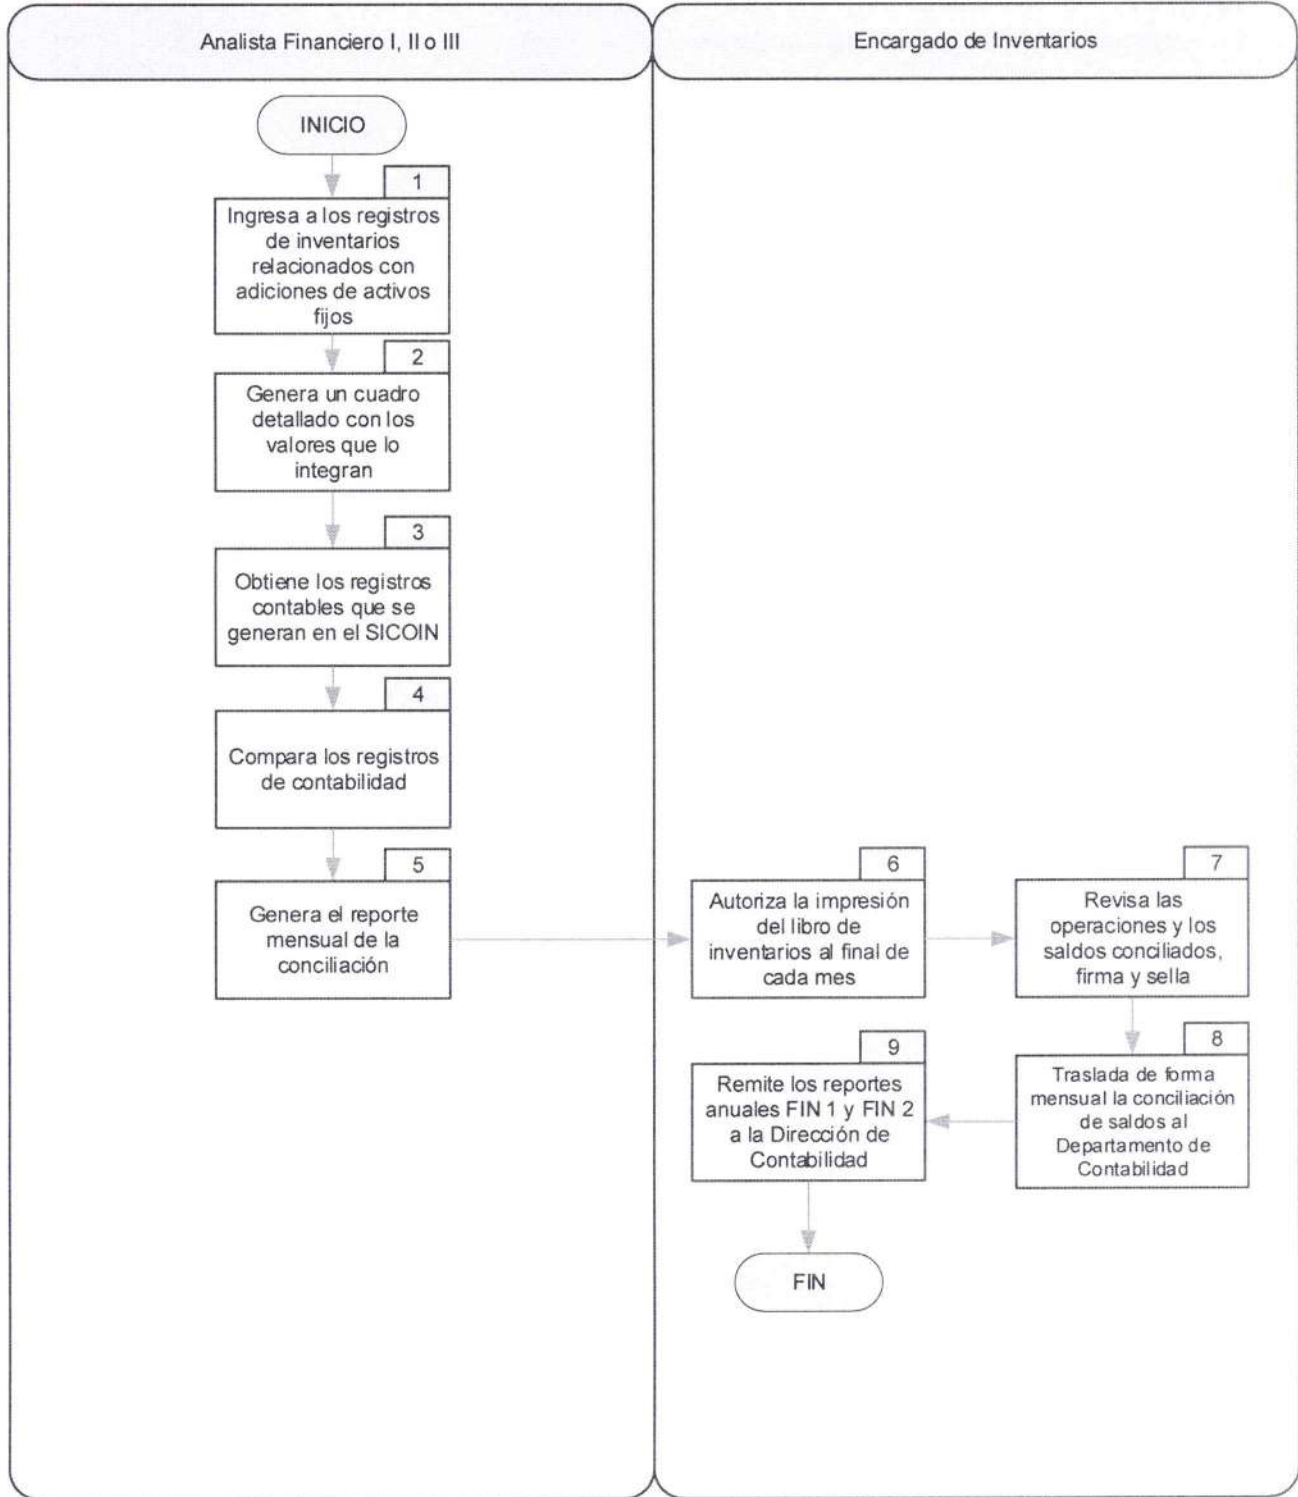 Analista Financiero I, II o III
Encargado de Inventarios
INICIO
1
Ingresa a los registros
de inventarios
relacionados con
adiciones de activos
fijos
2
Genera un cuadro
detallado con los
valores que lo
integran
3
Obtiene los registros
contables que se
generan en el SICOIN
4
Compara los registros
de contabilidad
5
Genera el reporte
mensual de la
conciliación
6
Autoriza la impresión
del libro de
inventarios al final de
cada mes
7
Revisa las
operaciones y los
saldos conciliados,
firma y sella
8
Traslada de forma
mensual la conciliación
de saldos al
Departamento de
Contabilidad
9
Remite los reportes
anuales FIN 1 y FIN 2
a la Dirección de
Contabilidad
FIN